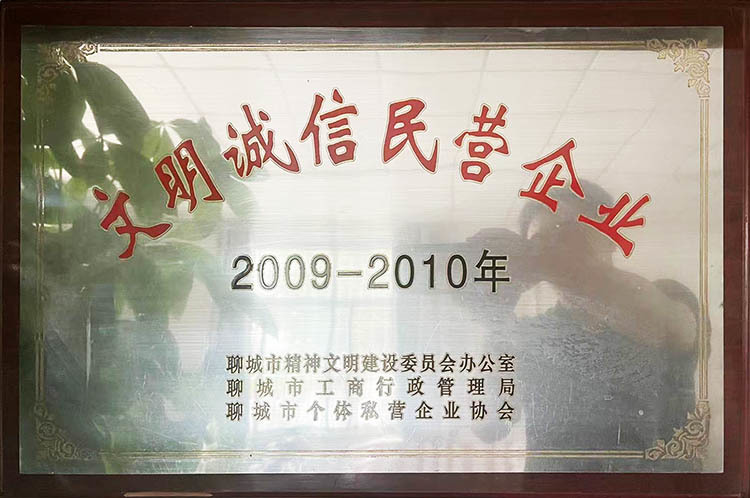 文明诚信民营企业
2009-2010年
聊城市精神文明建设委员会办公室
聊城市工商行政管理局
聊城市个体私营企业协会